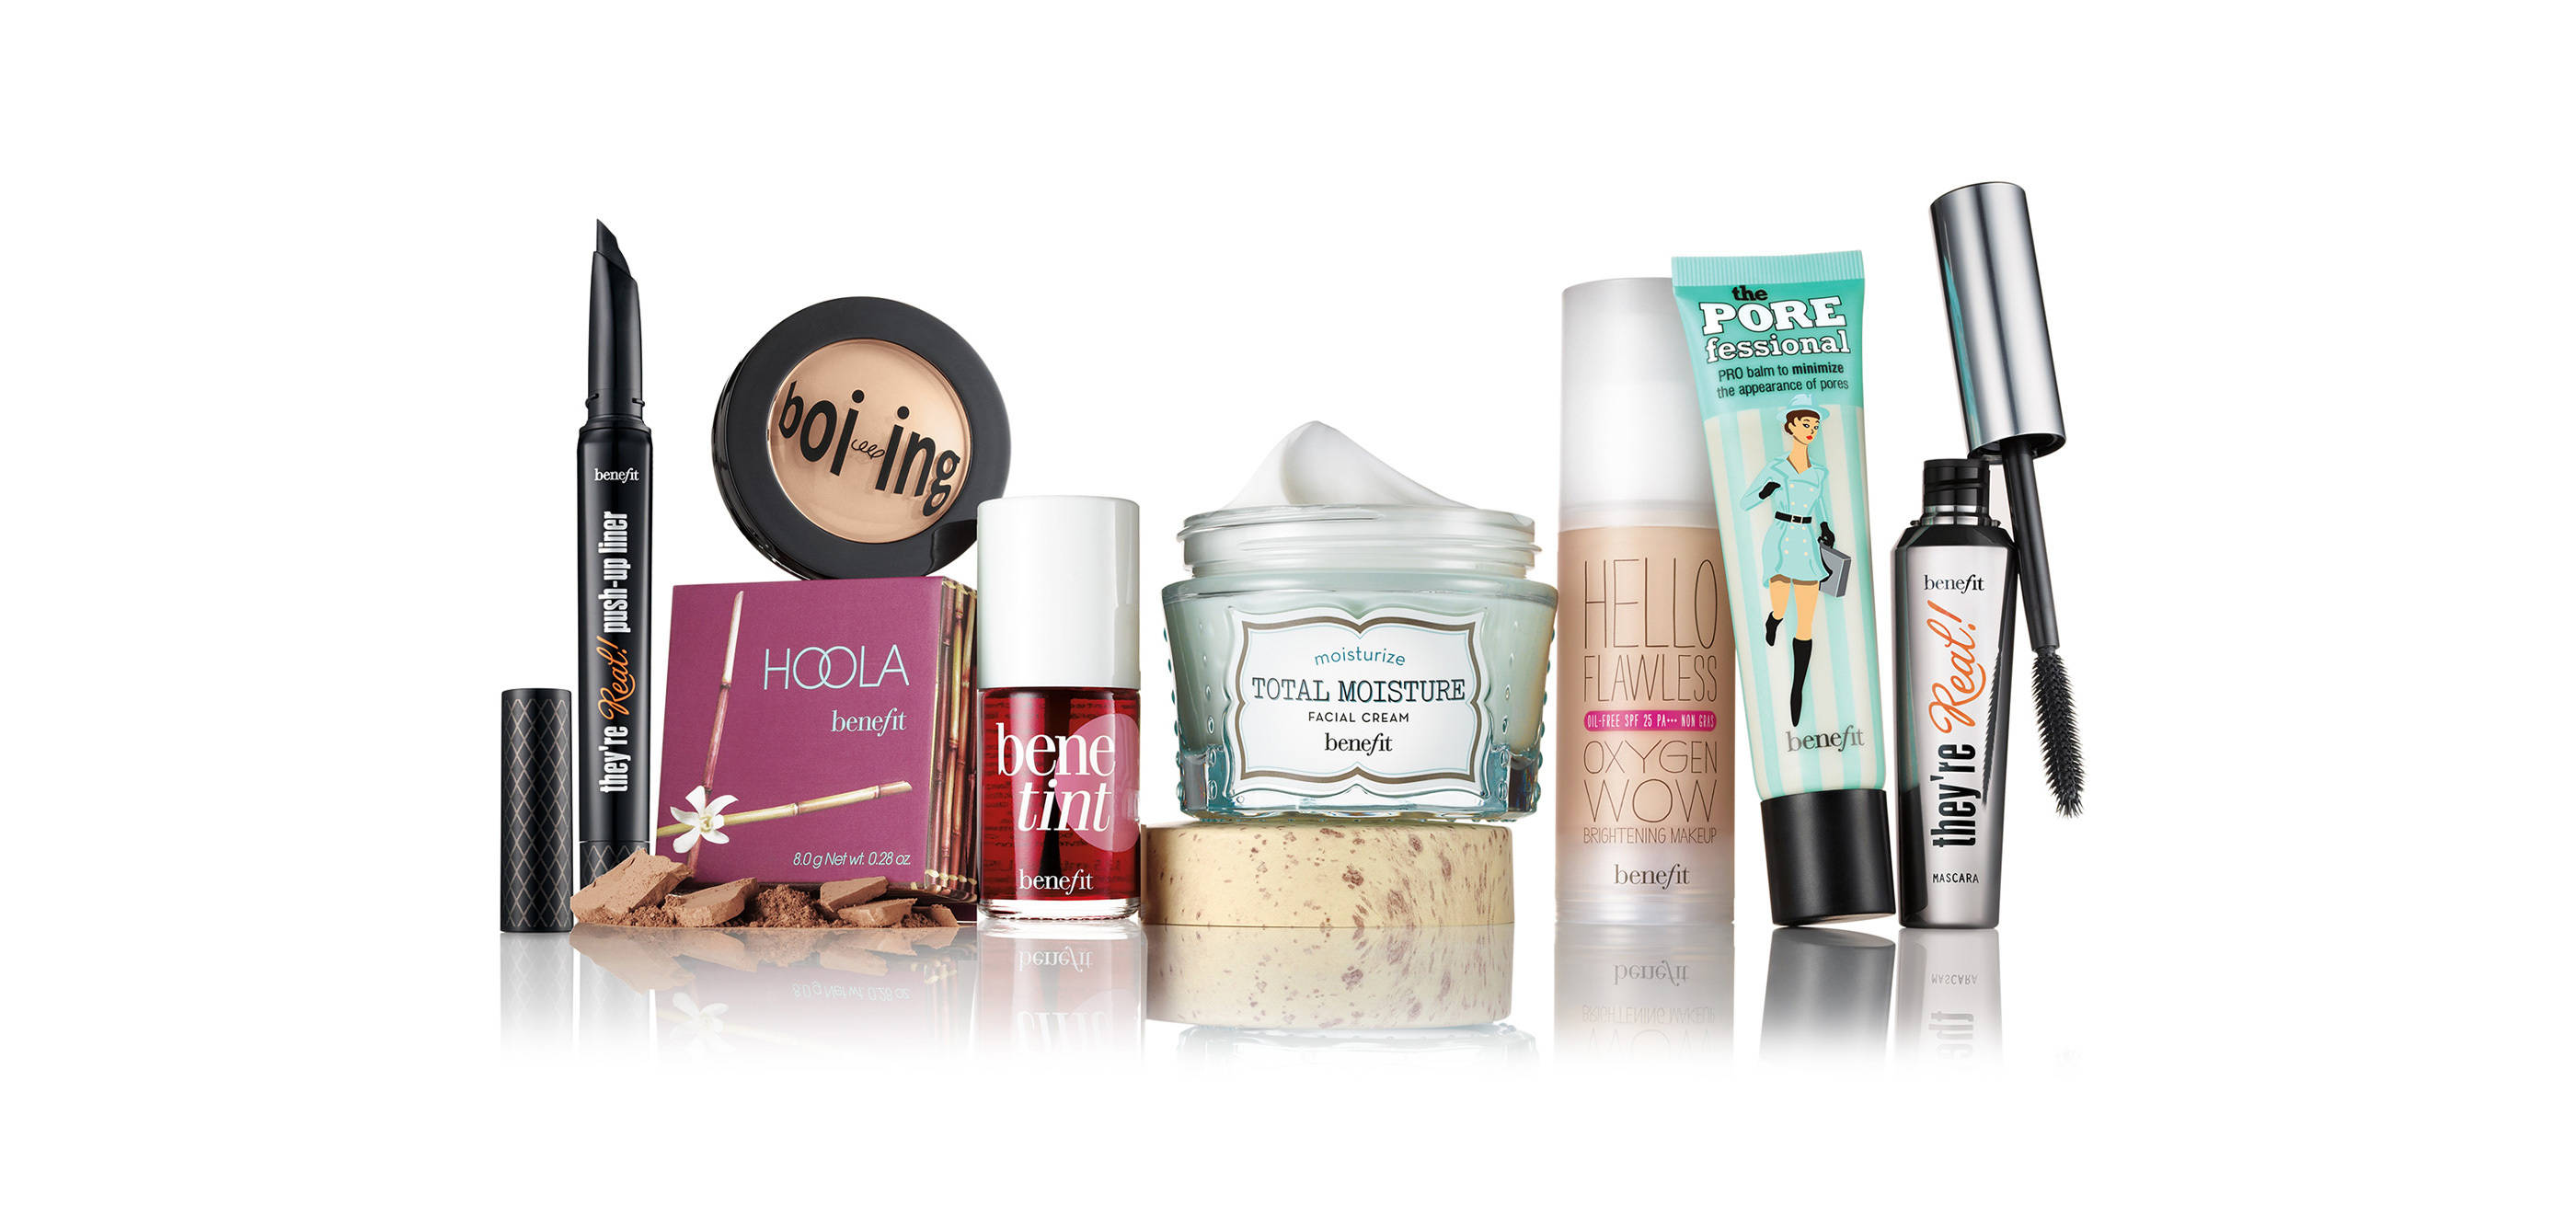 benefit
they're Real! push-up liner
boi-ing
HOOLA
benefit
8.0 g Net wt. 0.28 oz.
bene
tint
benefit
moisturize
TOTAL MOISTURE
FACIAL CREAM
benefit
HELLO
FLAWLESS
OIL-FREE SPF 25 PA+++ NON GRAS
OXYGEN
WOW
BRIGHTENING MAKEUP
benefit
the
PORE
fessional
PRO balm to minimize
the appearance of pores
benefit
benefit
they're Real!
MASCARA